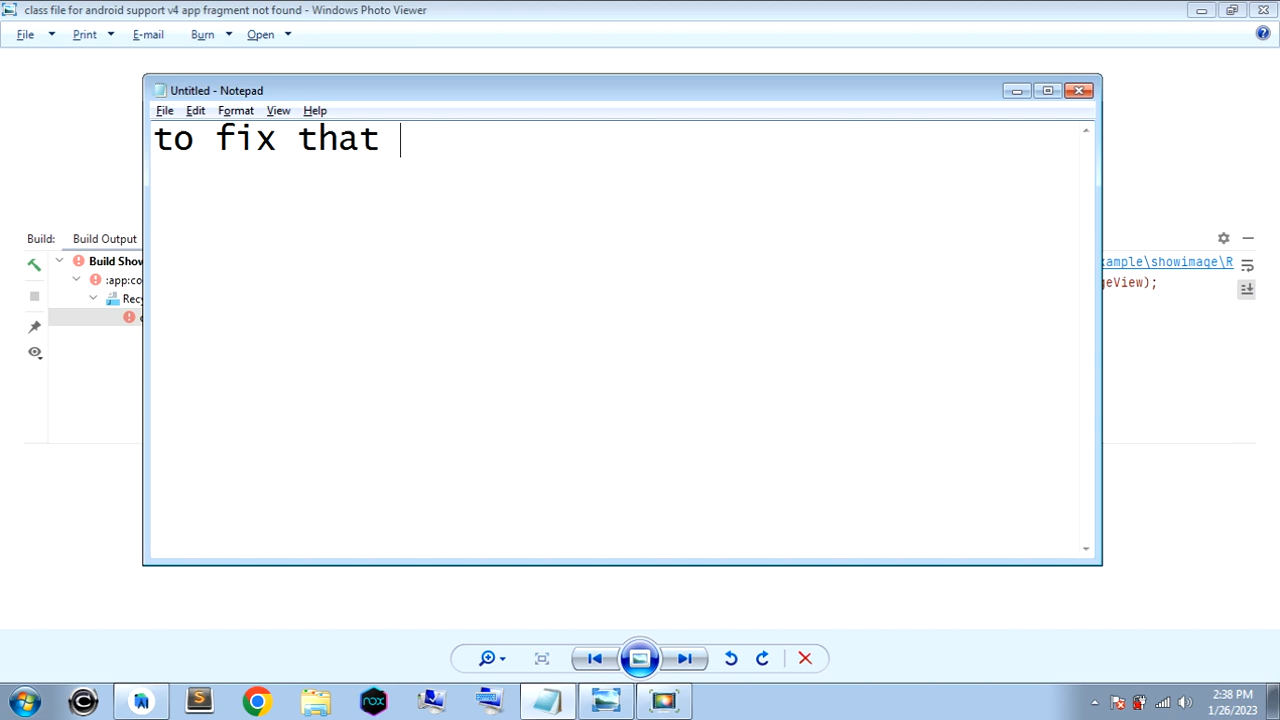 class file for android support v4 app fragment not found - Windows Photo Viewer
File Print E-mail Burn Open
Untitled - Notepad
File Edit Format View Help
to fix that
Build: Build Output
Build Show
ample\showimage\R
:app:co
geView);
Recy
nox
2:38 PM
1/26/2023